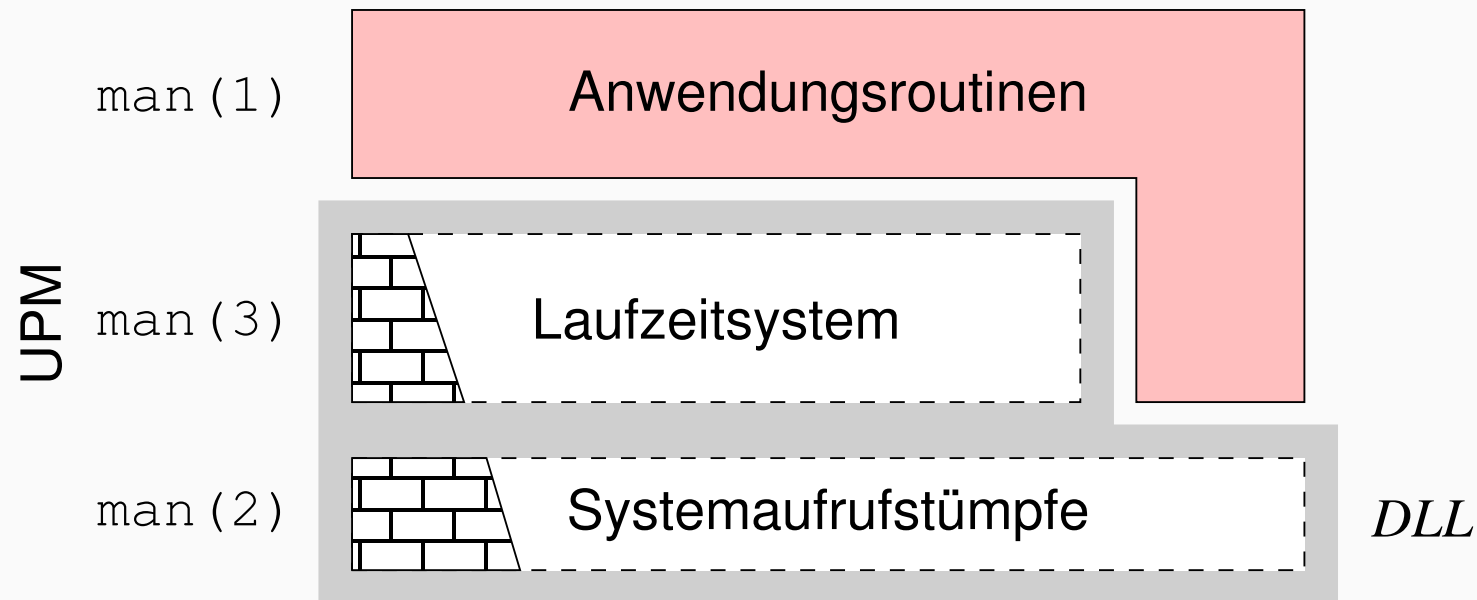 man(1)
Anwendungsroutinen
UPM
man(3)
Laufzeitsystem
man(2)
Systemaufrufstümpfe
DLL